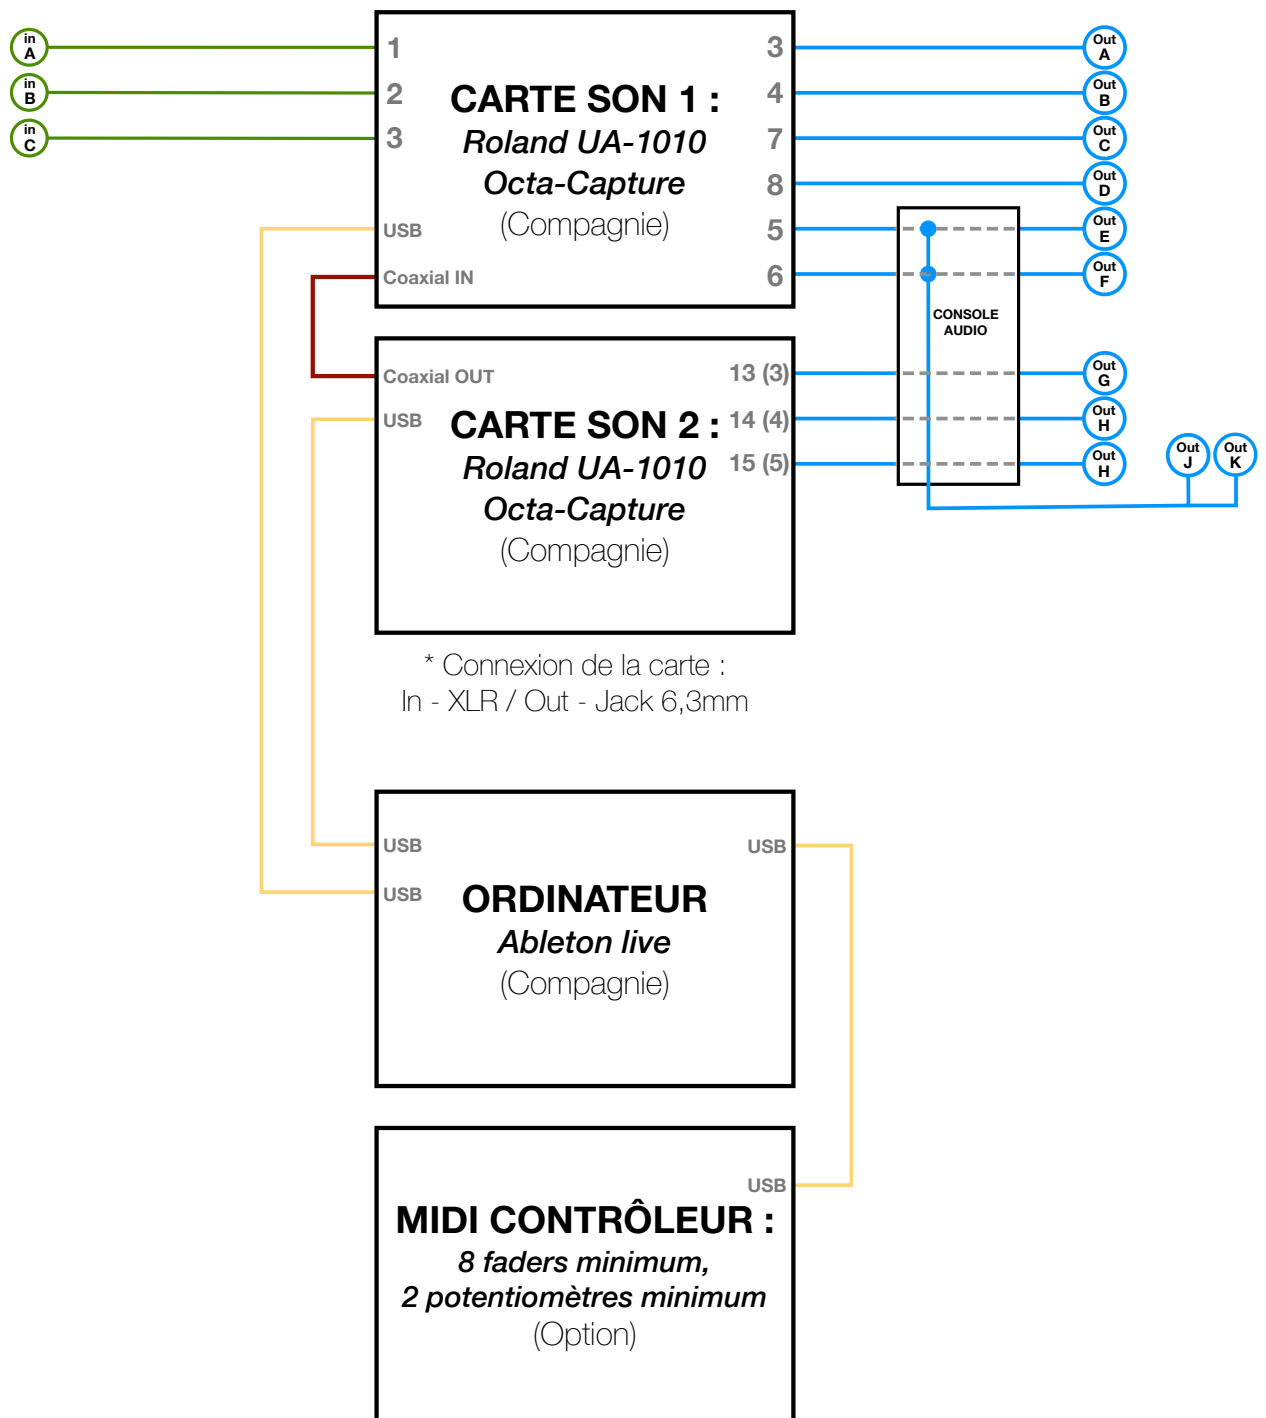 in
A
in
B
in
C
1
2
3
USB
Coaxial IN
CARTE SON 1 :
Roland UA-1010
Octa-Capture
(Compagnie)
3
4
7
8
5
6
Out
A
Out
B
Out
C
Out
D
Out
E
Out
F
CONSOLE
AUDIO
Coaxial OUT
USB
CARTE SON 2 :
Roland UA-1010
Octa-Capture
(Compagnie)
13 (3)
14 (4)
15 (5)
Out
G
Out
H
Out
H
Out
J
Out
K
* Connexion de la carte :
In - XLR / Out - Jack 6,3mm
USB
USB
USB
ORDINATEUR
Ableton live
(Compagnie)
USB
MIDI CONTRÔLEUR :
8 faders minimum,
2 potentiomètres minimum
(Option)